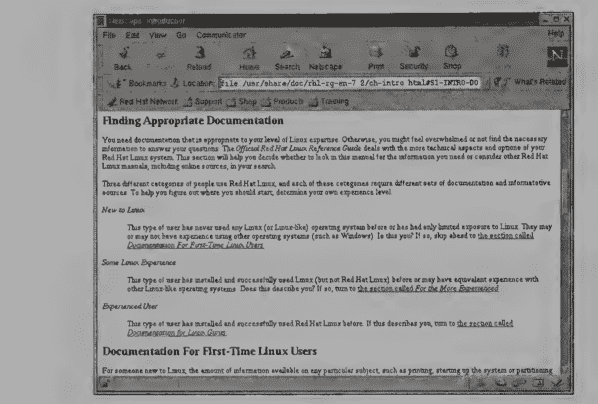 File Edit View Go Communicator Help
Back Reload Home Search Netscape Print Security Shop
Bookmarks Location: file /usr/share/doc/rhl-rg-en-7 2/ch-intro html#S1-INTRO-DO What's Related
Red Hat Network Support Shop Products Training
Finding Appropriate Documentation
You need documentation that is appropriate to your level of Linux expertise. Otherwise, you might feel overwhelmed or not find the necessary
information to answer your questions. The Official Red Hat Linux Reference Guide deals with the more technical aspects and options of your
Red Hat Linux system. This section will help you decide whether to look in this manual for the information you need or consider other Red Hat
Linux manuals, including online sources, in your search.
Three different categories of people use Red Hat Linux, and each of these categories require different sets of documentation and informative
sources. To help you figure out where you should start, determine your own experience level.
New to Linux
This type of user has never used any Linux (or Linux-like) operating system before or has had only limited exposure to Linux. They may
or may not have experience using other operating systems (such as Windows). Is this you? If so, skip ahead to the section called
Documentation For First-Time Linux Users
Some Linux Experience
This type of user has installed and successfully used Linux (but not Red Hat Linux) before or may have equivalent experience with
other Linux-like operating systems. Does this describe you? If so, turn to the section called For the More Experienced
Experienced User
This type of user has installed and successfully used Red Hat Linux before. If this describes you, turn to the section called
Documentation for Linux Gurus
Documentation For First-Time Linux Users
For someone new to Linux, the amount of information available on any particular subject, such as printing, starting up the system or partitioning